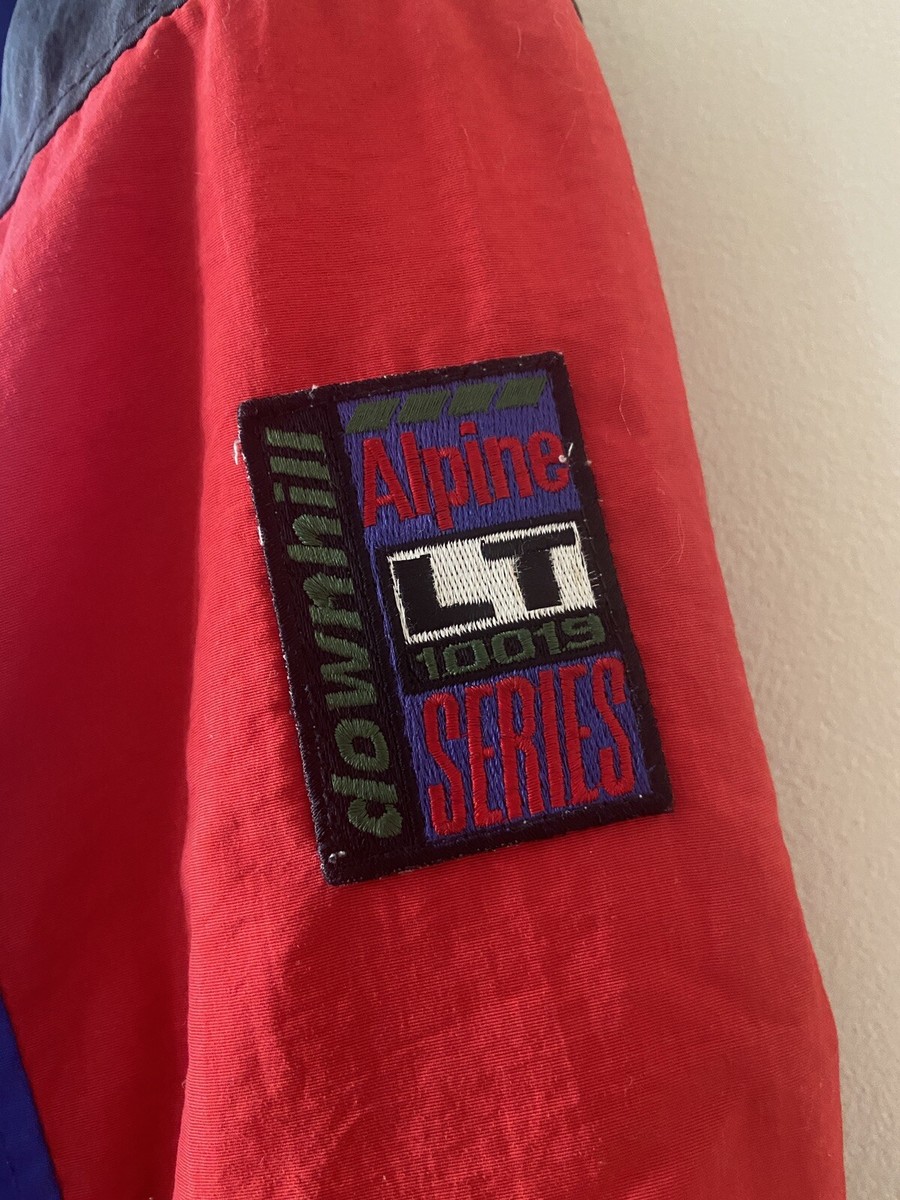 downhill
Alpine
LT
10019
SERIES